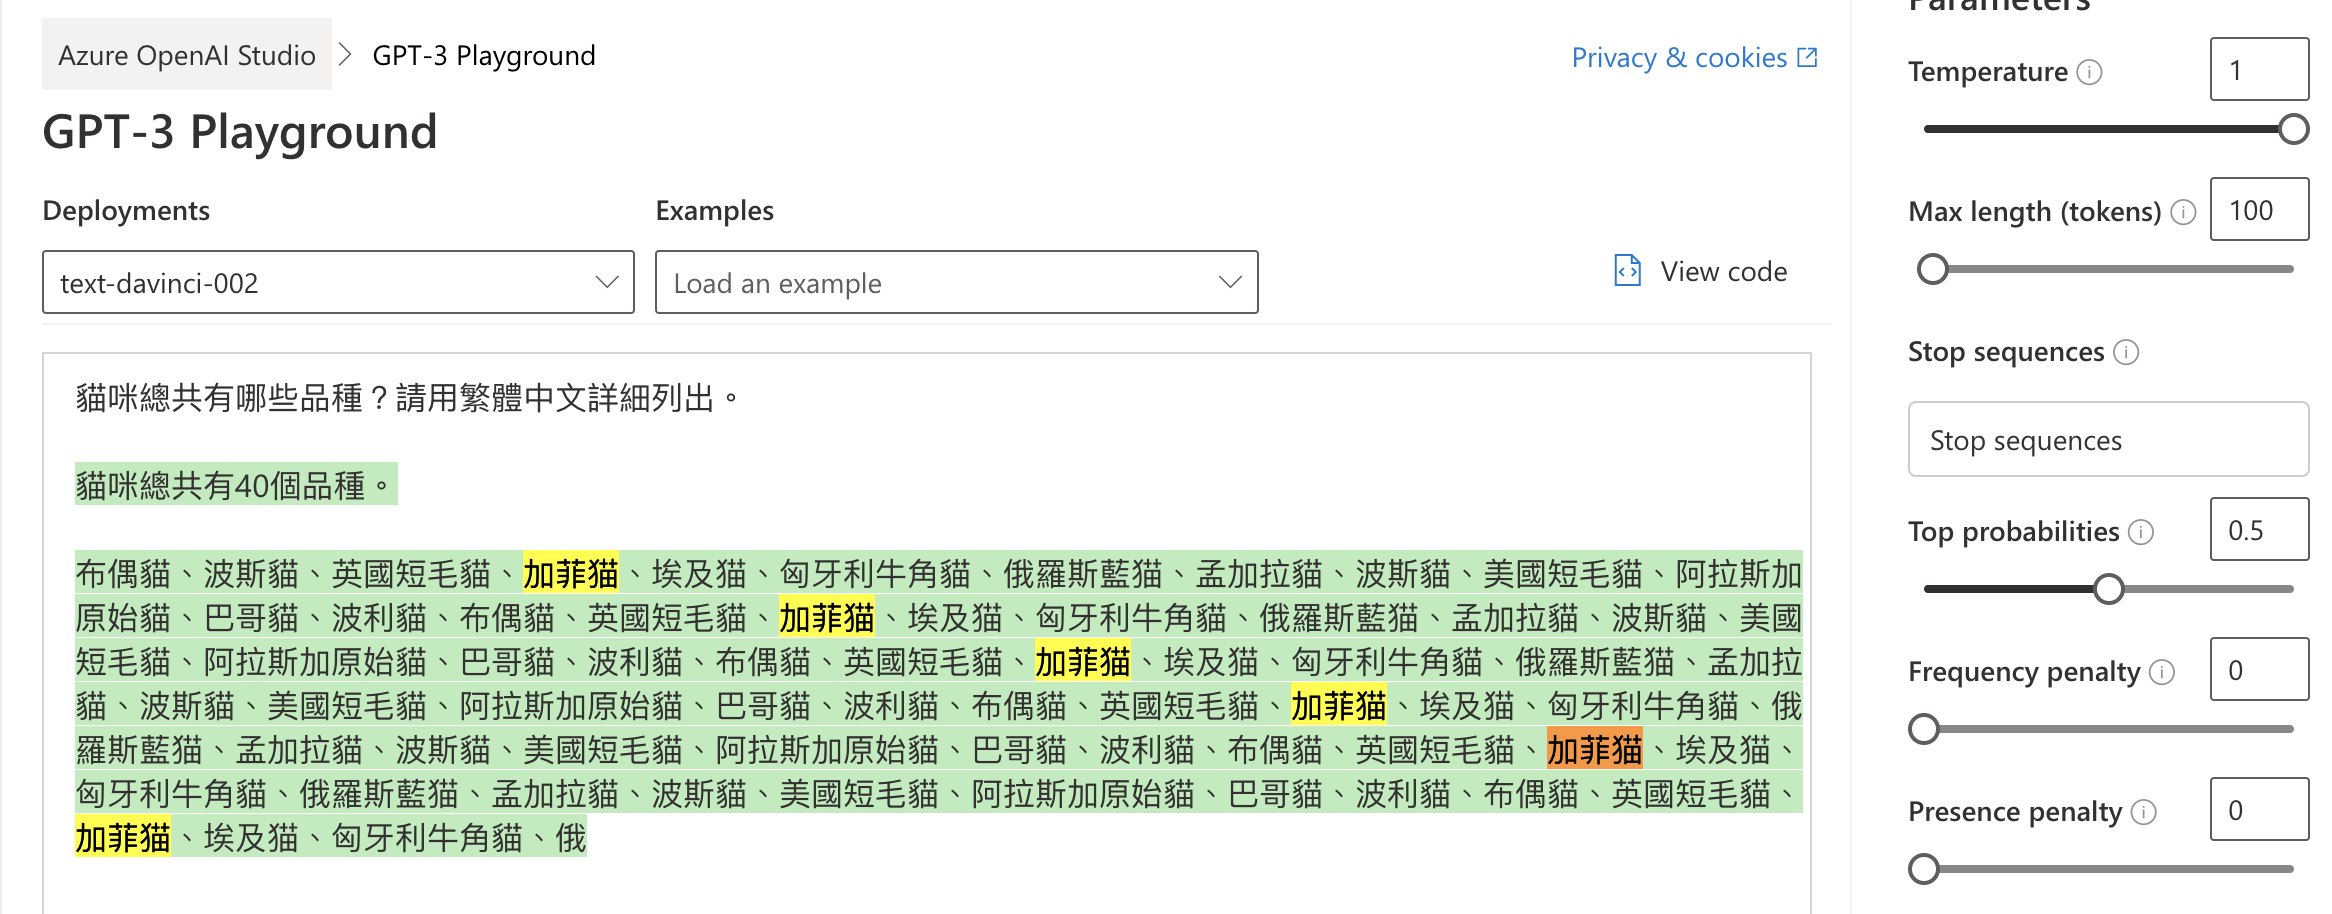 Azure OpenAI Studio > GPT-3 Playground
Privacy & cookies
GPT-3 Playground
Deployments
Examples
text-davinci-002
Load an example
View code
貓咪總共有哪些品種？請用繁體中文詳細列出。
貓咪總共有40個品種。
布偶貓、波斯貓、英國短毛貓、加菲猫、埃及猫、匈牙利牛角貓、俄羅斯藍猫、孟加拉貓、波斯貓、美國短毛貓、阿拉斯加
原始貓、巴哥貓、波利貓、布偶貓、英國短毛貓、加菲猫、埃及猫、匈牙利牛角貓、俄羅斯藍猫、孟加拉貓、波斯貓、美國
短毛貓、阿拉斯加原始貓、巴哥貓、波利貓、布偶貓、英國短毛貓、加菲猫、埃及猫、匈牙利牛角貓、俄羅斯藍猫、孟加拉
貓、波斯貓、美國短毛貓、阿拉斯加原始貓、巴哥貓、波利貓、布偶貓、英國短毛貓、加菲猫、埃及猫、匈牙利牛角貓、俄
羅斯藍猫、孟加拉貓、波斯貓、美國短毛貓、阿拉斯加原始貓、巴哥貓、波利貓、布偶貓、英國短毛貓、加菲猫、埃及猫、
匈牙利牛角貓、俄羅斯藍猫、孟加拉貓、波斯貓、美國短毛貓、阿拉斯加原始貓、巴哥貓、波利貓、布偶貓、英國短毛貓、
加菲猫、埃及猫、匈牙利牛角貓、俄
Parameters
Temperature
1
Max length (tokens)
100
Stop sequences
Stop sequences
Top probabilities
0.5
Frequency penalty
0
Presence penalty
0